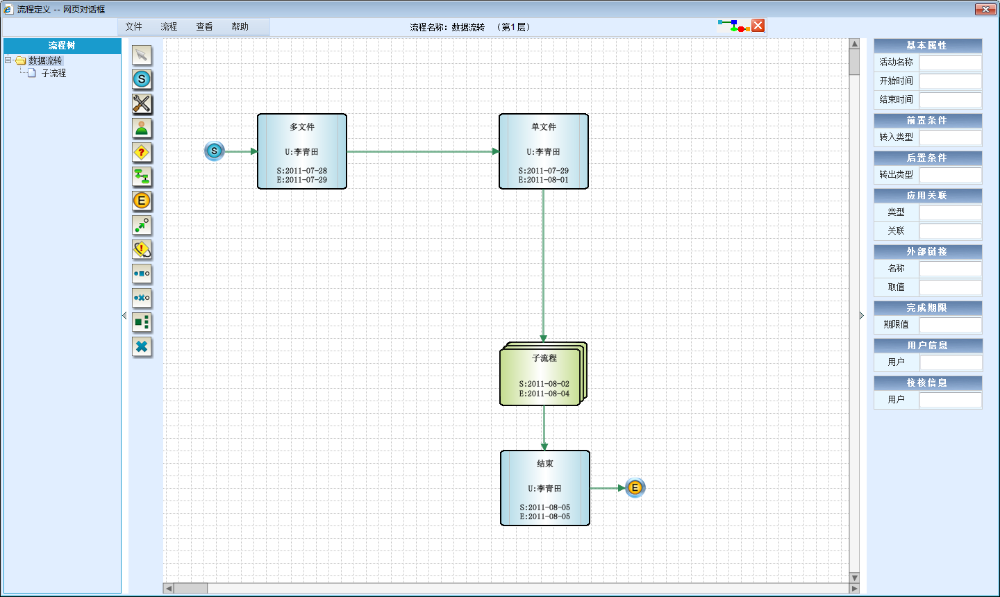 流程定义 -- 网页对话框
文件 流程 查看 帮助
流程名称：数据流转 （第1层）
流程树
数据流转
子流程
S
E
S
多文件
U:李青田
S:2011-07-28
E:2011-07-29
单文件
U:李青田
S:2011-07-29
E:2011-08-01
子流程
S:2011-08-02
E:2011-08-04
结束
U:李青田
S:2011-08-05
E:2011-08-05
E
基本属性
活动名称
开始时间
结束时间
前置条件
转入类型
后置条件
转出类型
应用关联
类型
关联
外部链接
名称
取值
完成期限
期限值
用户信息
用户
校核信息
用户